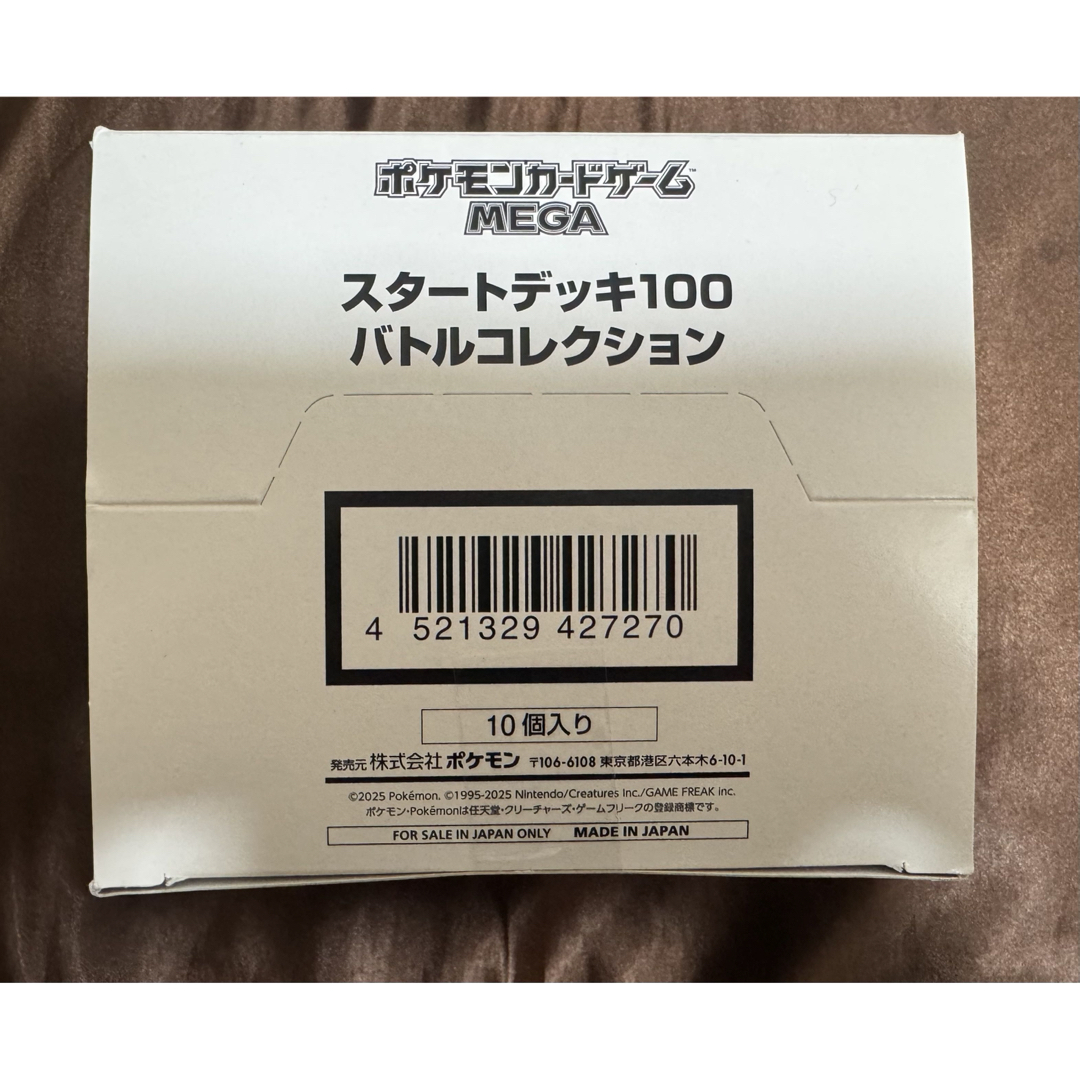 ポケモンカードゲーム™
MEGA
スタートデッキ100
バトルコレクション
4 521329 427270
10個入り
発売元 株式会社 ポケモン 〒106-6108 東京都港区六本木6-10-1
©2025 Pokémon. ©1995-2025 Nintendo/Creatures Inc./GAME FREAK inc.
ポケモン・Pokémonは任天堂・クリーチャーズ・ゲームフリークの登録商標です。
FOR SALE IN JAPAN ONLY MADE IN JAPAN